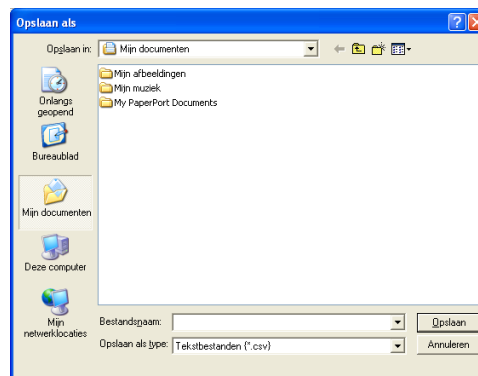 Opslaan als
Opslaan in:
Mijn documenten
Mijn afbeeldingen
Mijn muziek
My PaperPort Documents
Onlangs
geopend
Bureaublad
Mijn documenten
Deze computer
Mijn
netwerklocaties
Bestandsnaam:
Opslaan
Opslaan als type:
Tekstbestanden {*.csv}
Annuleren